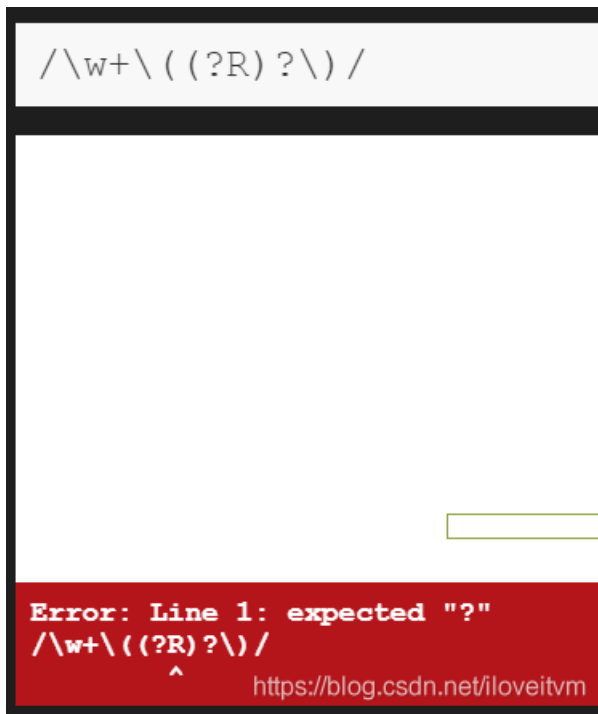 /\w+\((?R)?\)/
Error: Line 1: expected "?"
/\w+\((?R)?\)/
^
https://blog.csdn.net/iloveitvm